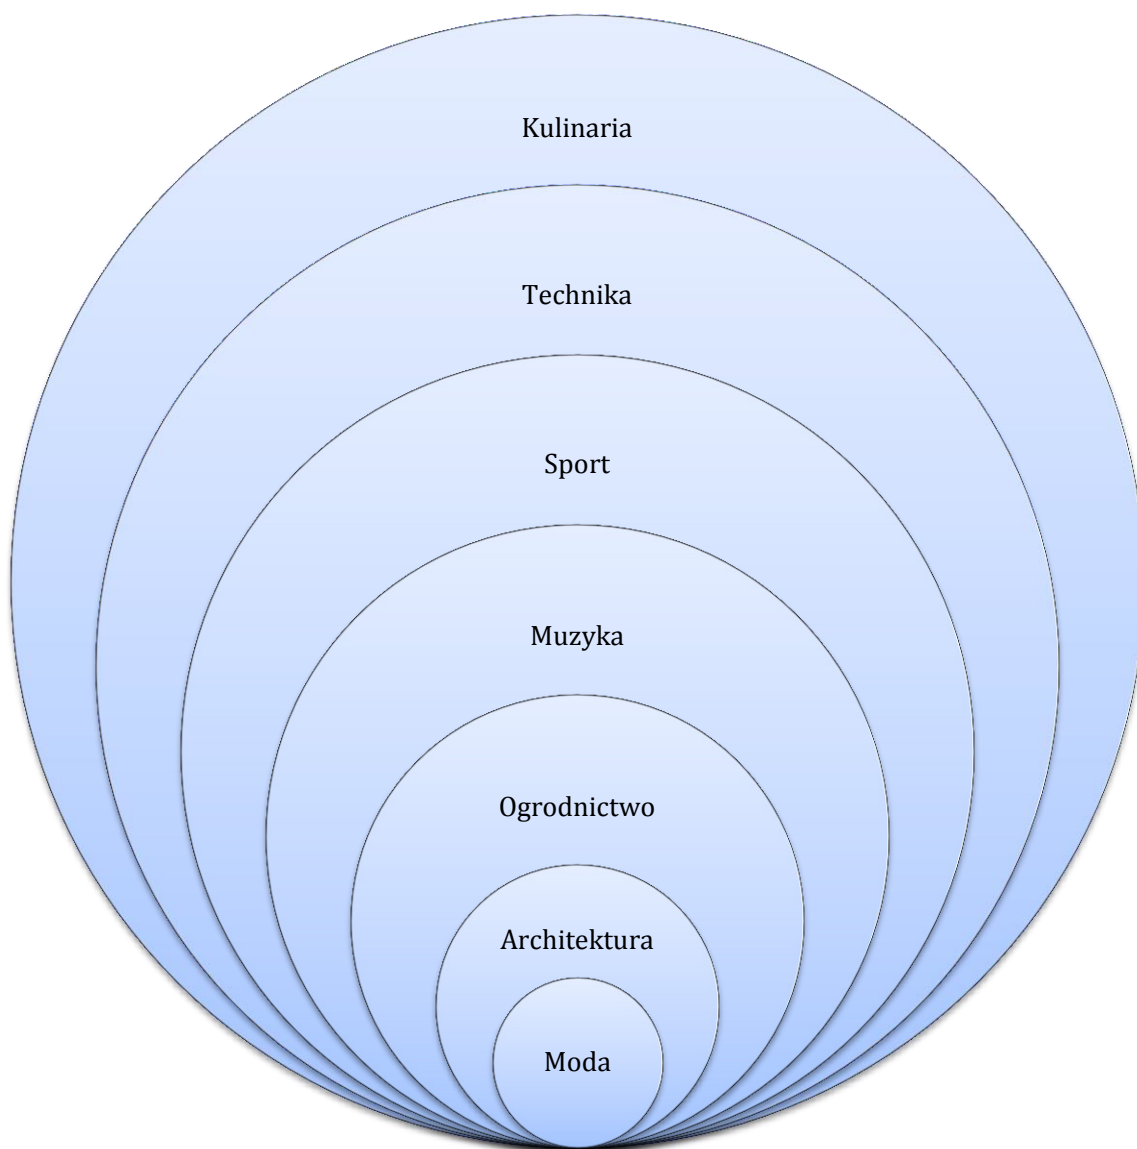 Kulinaria
Technika
Sport
Muzyka
Ogrodnictwo
Architektura
Moda